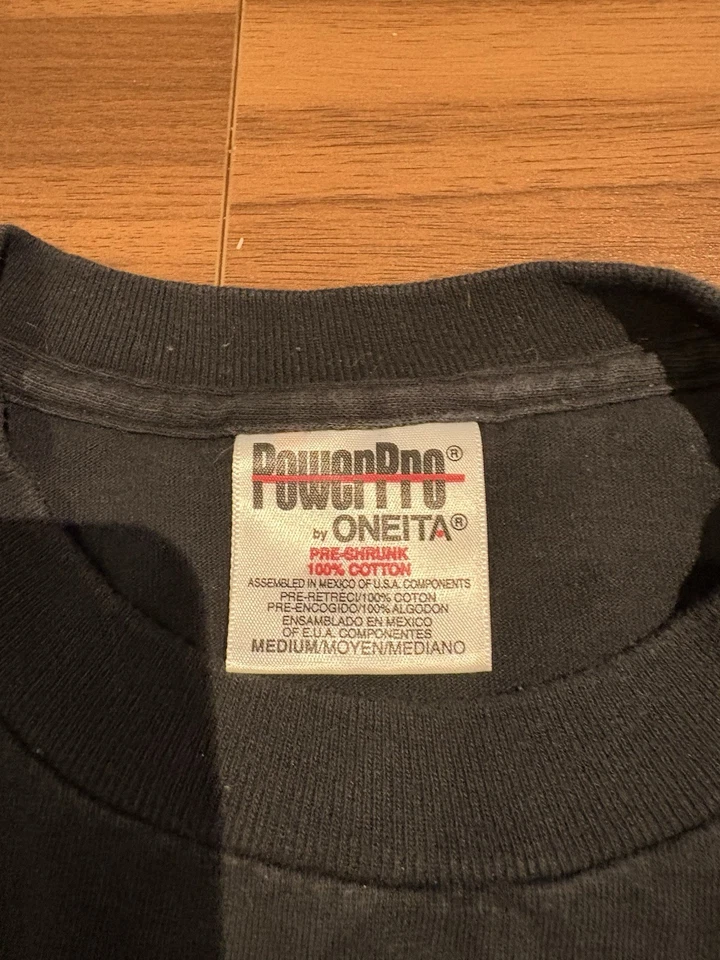 PowerPro®
by ONEITA®
PRE-SHRUNK
100% COTTON
ASSEMBLED IN MEXICO OF U.S.A. COMPONENTS
PRE-RETRECI/100% COTON
PRE-ENCOGIDO/100% ALGODON
ENSAMBLADO EN MEXICO
OF E.U.A. COMPONENTES
MEDIUM/MOYEN/MEDIANO